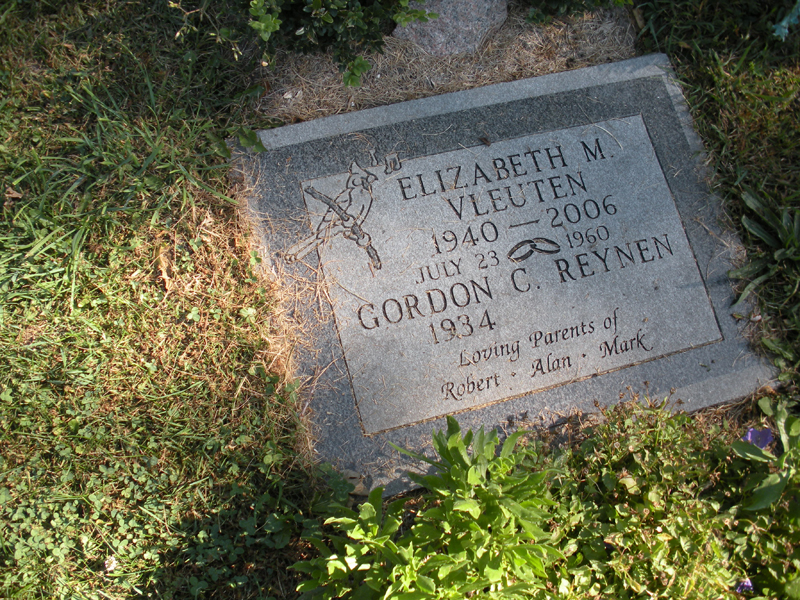 ELIZABETH M.
VLEUTEN
1940 — 2006
JULY 23 1960
GORDON C. REYNEN
1934
Loving Parents of
Robert · Alan · Mark